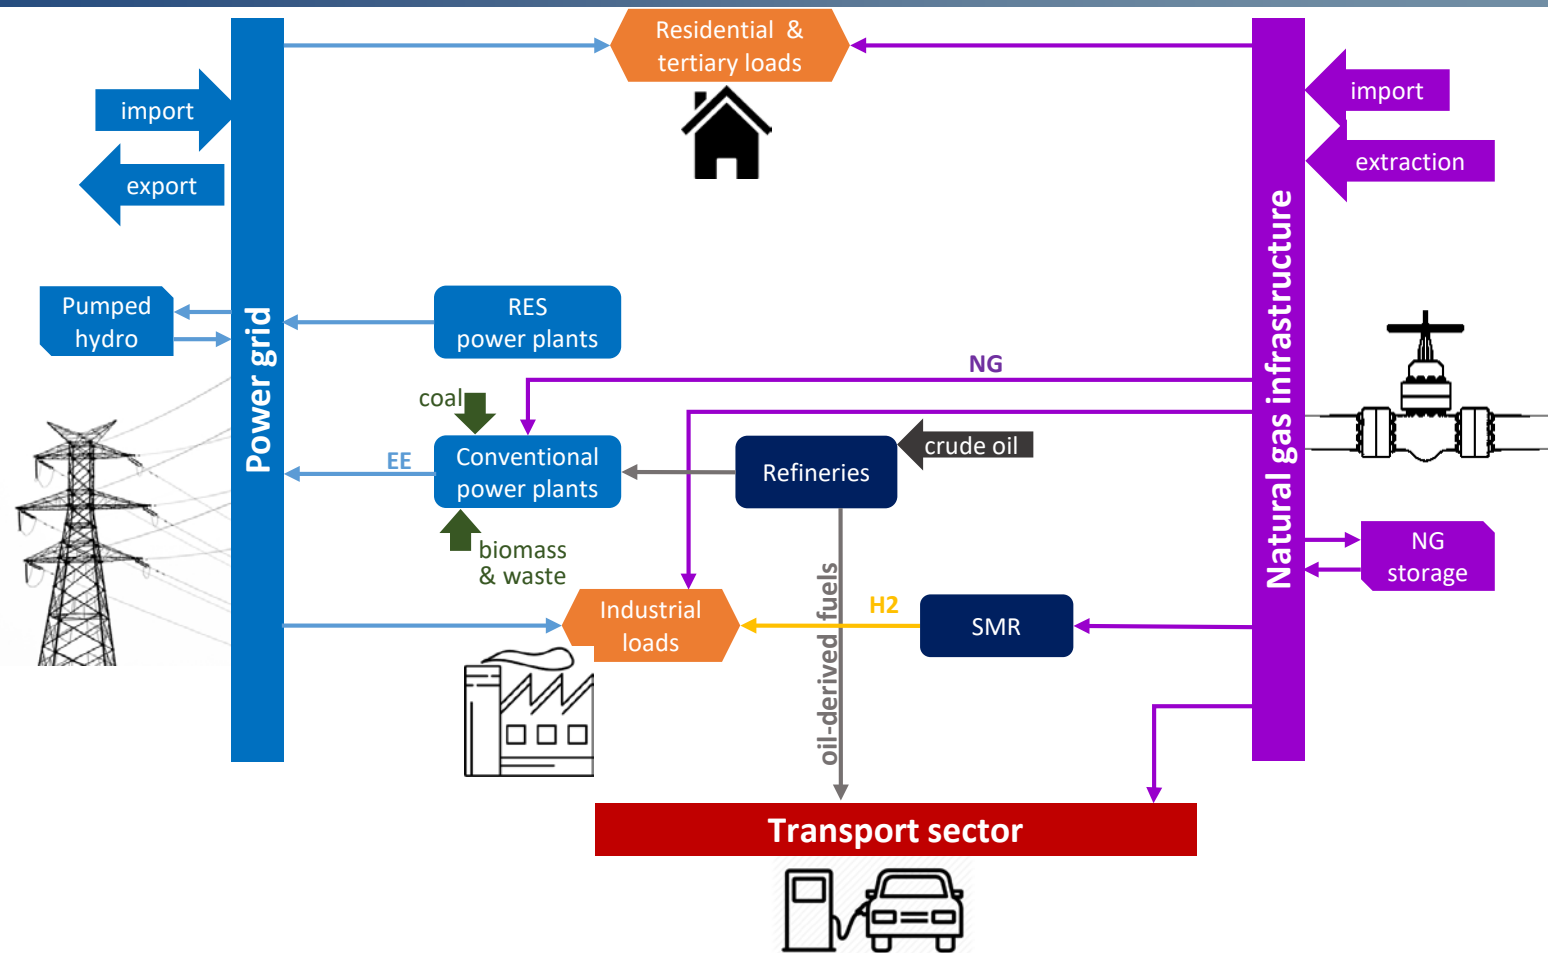 Residential &
tertiary loads
import
export
import
extraction
Pumped
hydro
Power grid
RES
power plants
Natural gas infrastructure
NG
coal
EE
Conventional
power plants
Refineries
crude oil
biomass
& waste
NG
storage
Industrial
loads
H2
SMR
oil-derived fuels
Transport sector